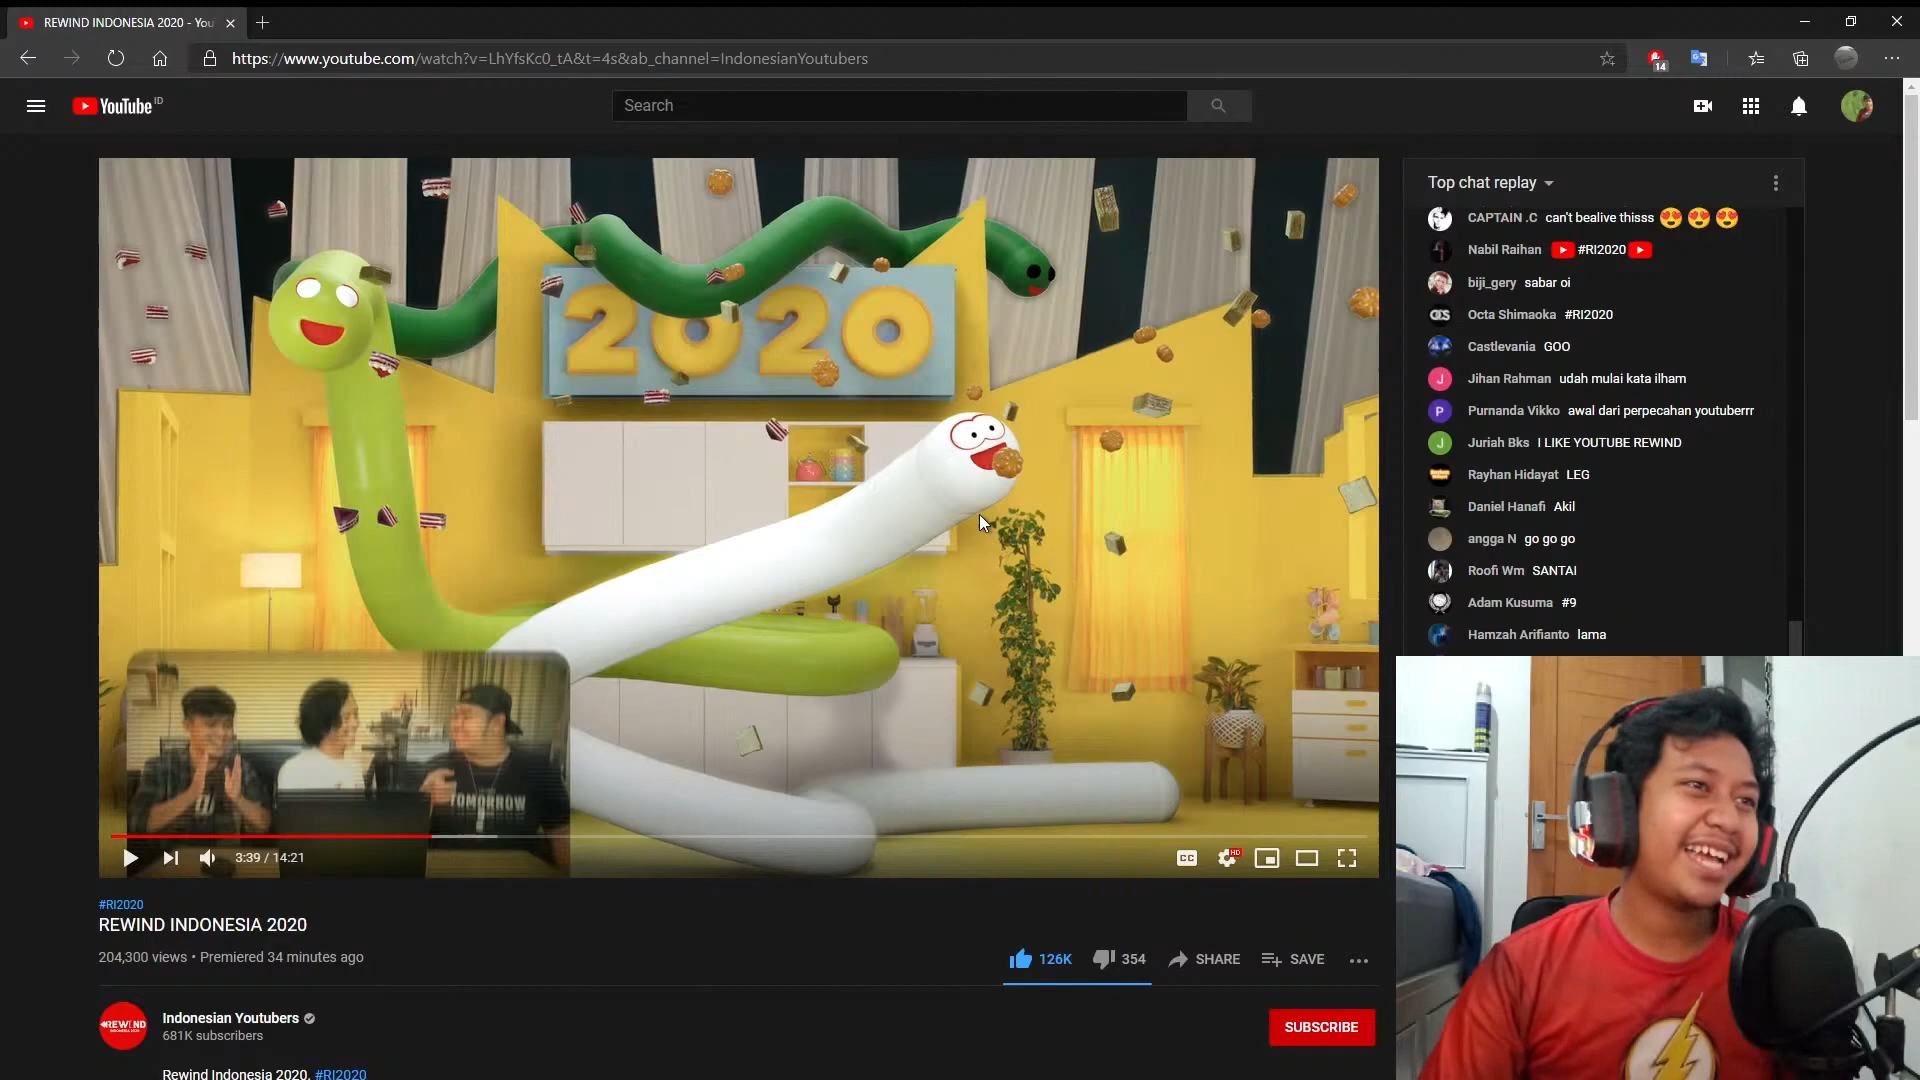 REWIND INDONESIA 2020 - You
https://www.youtube.com/watch?v=LhYfsKc0_tA&t=4s&ab_channel=IndonesianYoutubers
14
YouTube ID
Search
2020
TOMORROW
3:39 / 14:21
CC
HD
Top chat replay
CAPTAIN .C can't bealive thisss 😍😍😍
Nabil Raihan #RI2020
biji_gery sabar oi
Octa Shimaoka #RI2020
Castlevania GOO
J Jihan Rahman udah mulai kata ilham
P Purnanda Vikko awal dari perpecahan youtuberrr
J Juriah Bks I LIKE YOUTUBE REWIND
Rayhan Hidayat LEG
Daniel Hanafi Akil
angga N go go go
Roofi Wm SANTAI
Adam Kusuma #9
Hamzah Arifianto lama
#RI2020
REWIND INDONESIA 2020
204,300 views • Premiered 34 minutes ago
126K 354 SHARE SAVE
REWIND
Indonesian Youtubers
681K subscribers
SUBSCRIBE
Rewind Indonesia 2020, #RI2020